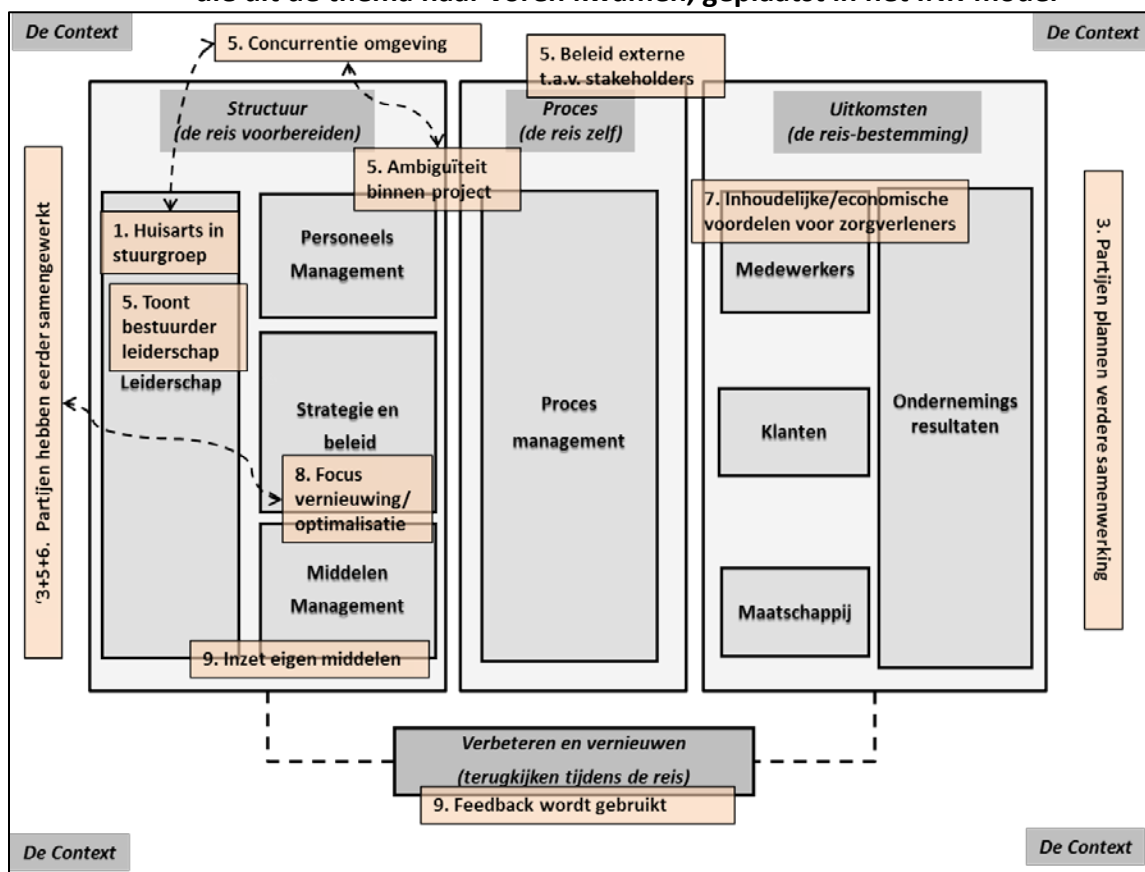 die uit de thema naar voren kwamen, geplaatst in het INK-model
De Context
De Context
5. Concurrentie omgeving
5. Beleid externe
t.a.v. stakeholders
Structuur
(de reis voorbereiden)
Proces
(de reis zelf)
Uitkomsten
(de reis-bestemming)
5. Ambiguïteit
binnen project
1. Huisarts in
stuurgroep
Personeels
Management
7. Inhoudelijke/economische
voordelen voor zorgverleners
Medewerkers
5. Toont
bestuurder
leiderschap
Leiderschap
Strategie en
beleid
Proces
management
Klanten
Ondernemings
resultaten
'3+5+6. Partijen hebben eerder samengewerkt
3. Partijen plannen verdere samenwerking
8. Focus
vernieuwing/
optimalisatie
Middelen
Management
Maatschappij
9. Inzet eigen middelen
Verbeteren en vernieuwen
(terugkijken tijdens de reis)
9. Feedback wordt gebruikt
De Context
De Context